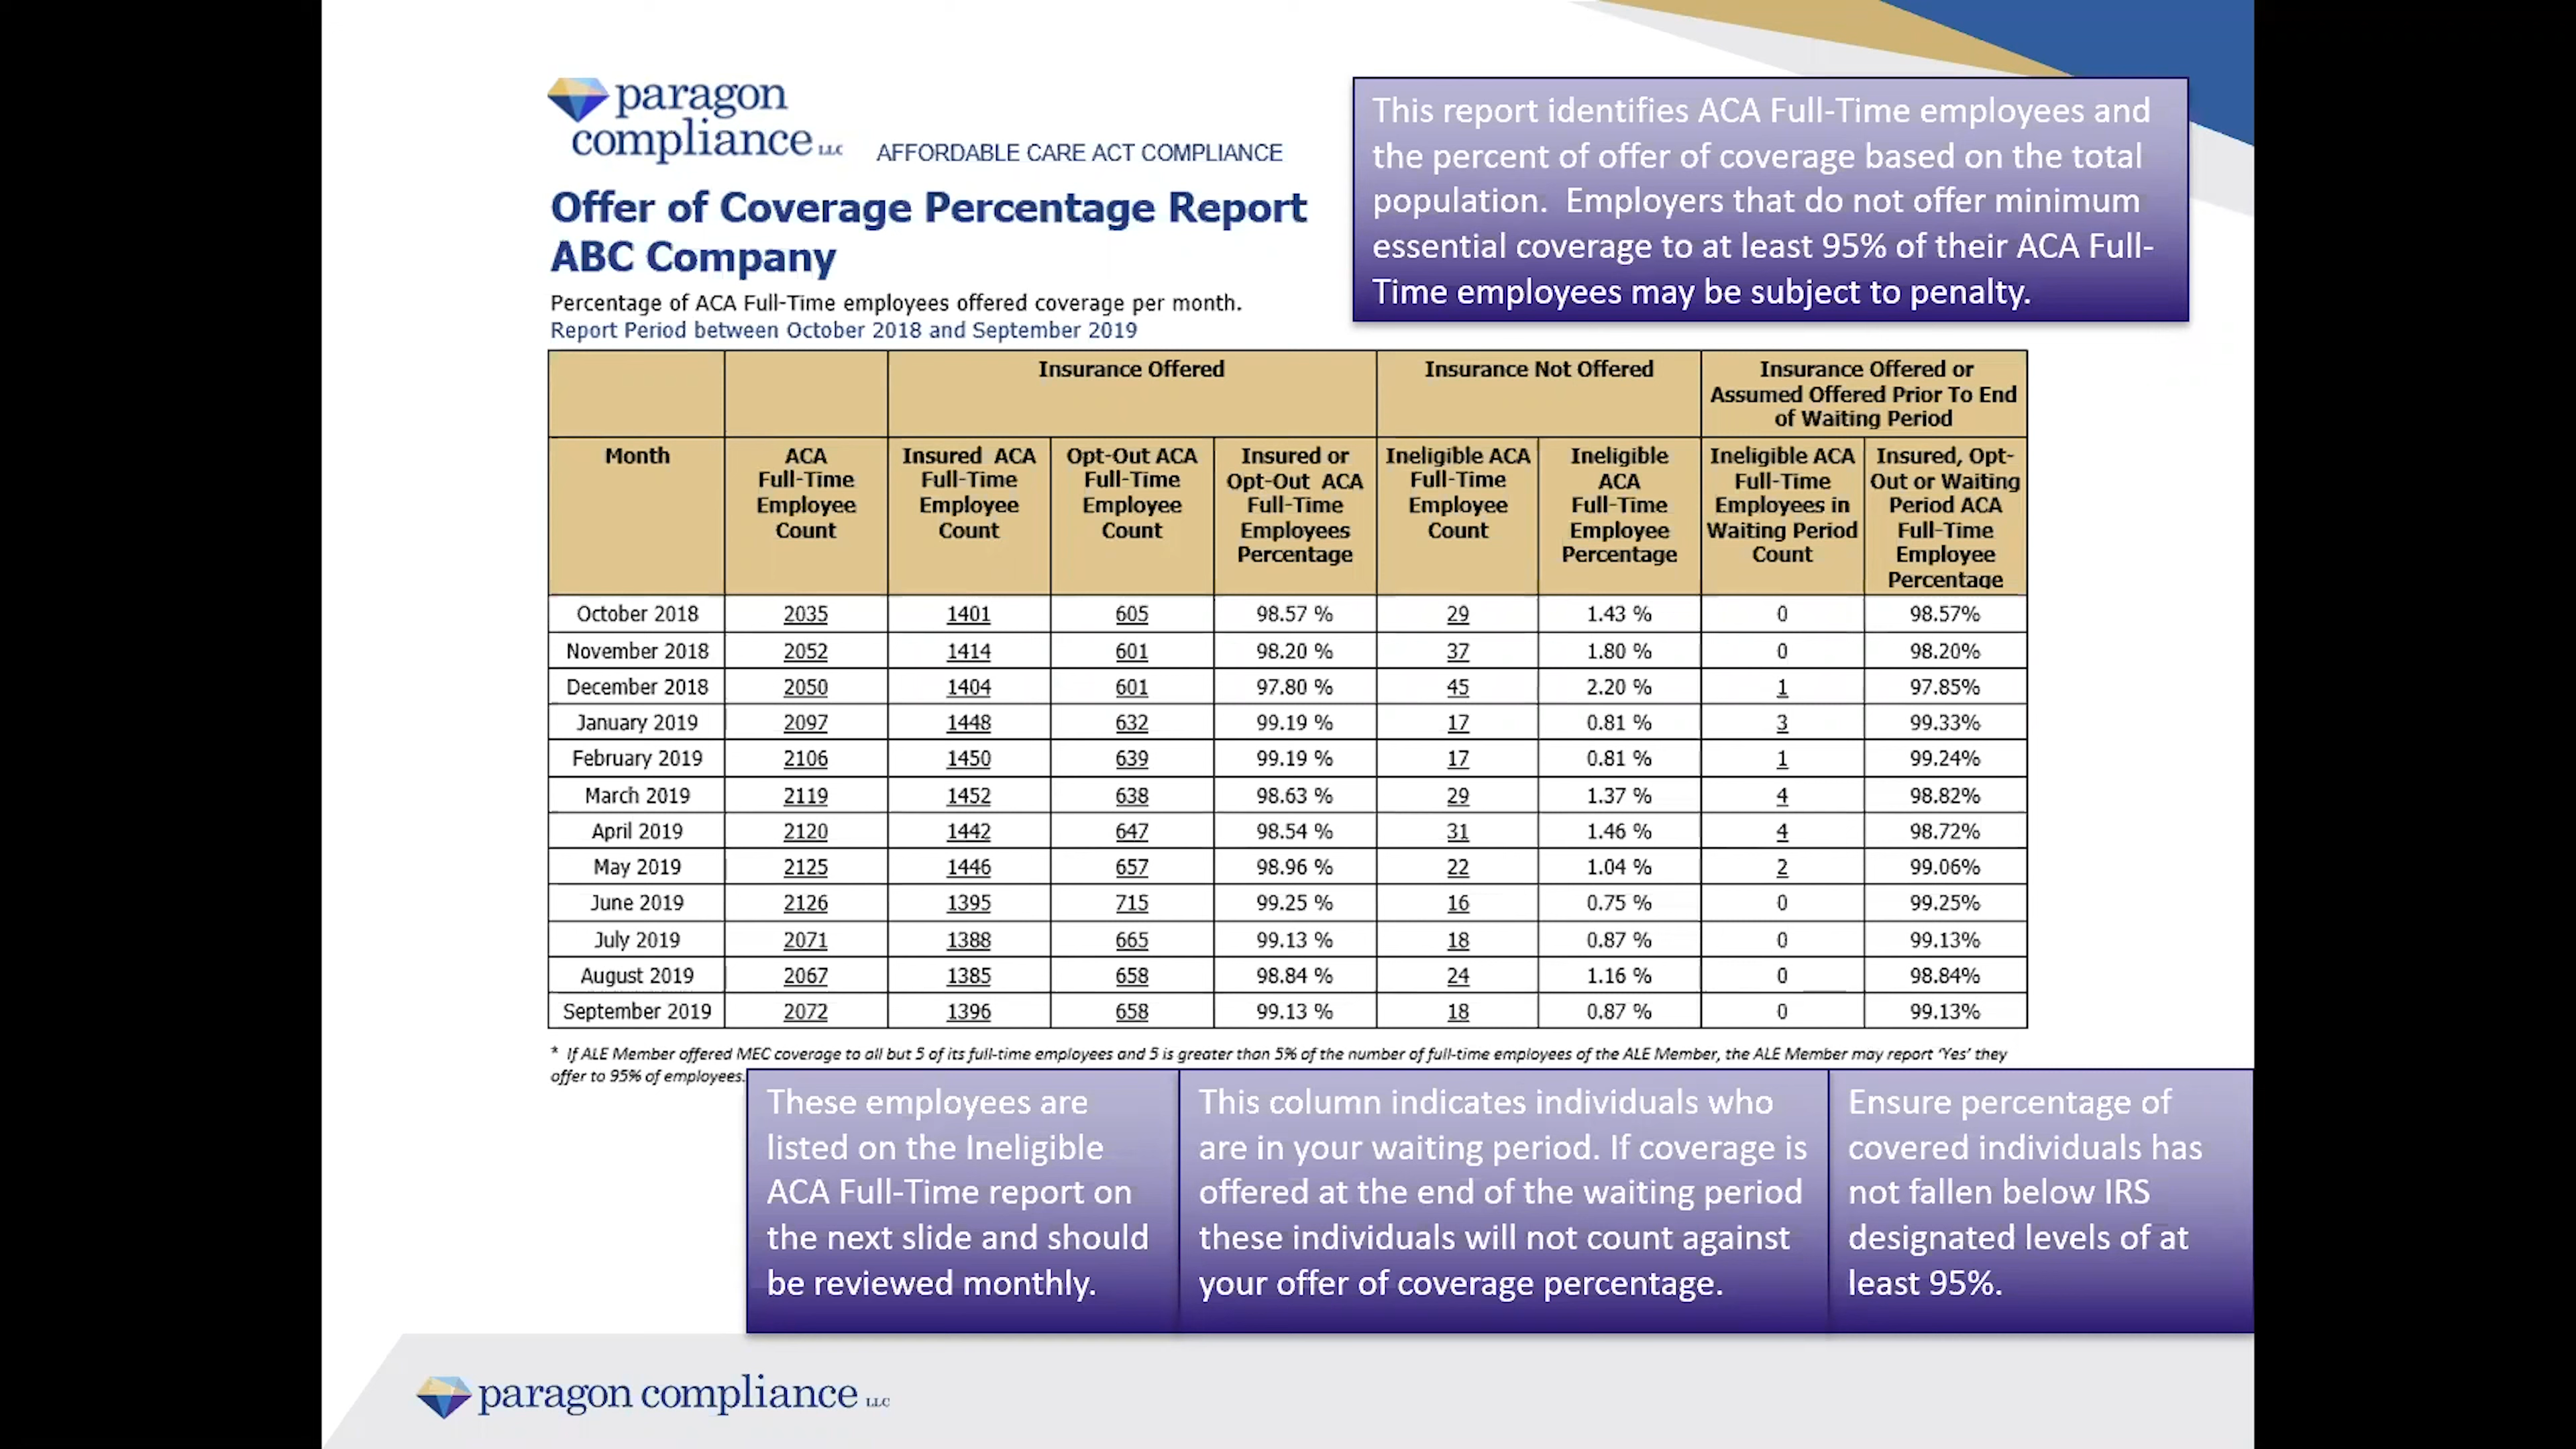 paragon
compliance LLC
AFFORDABLE CARE ACT COMPLIANCE
Offer of Coverage Percentage Report
ABC Company
Percentage of ACA Full-Time employees offered coverage per month.
Report Period between October 2018 and September 2019
This report identifies ACA Full-Time employees and
the percent of offer of coverage based on the total
population. Employers that do not offer minimum
essential coverage to at least 95% of their ACA Full-
Time employees may be subject to penalty.
Insurance Offered
Insurance Not Offered
Insurance Offered or
Assumed Offered Prior To End
of Waiting Period
Month
ACA
Full-Time
Employee
Count
Insured ACA
Full-Time
Employee
Count
Opt-Out ACA
Full-Time
Employee
Count
Insured or
Opt-Out ACA
Full-Time
Employees
Percentage
Ineligible ACA
Full-Time
Employee
Count
Ineligible
ACA
Full-Time
Employee
Percentage
Ineligible ACA
Full-Time
Employees in
Waiting Period
Count
Insured, Opt-
Out or Waiting
Period ACA
Full-Time
Employee
Percentage
October 2018 2035 1401 605 98.57 % 29 1.43 % 0 98.57%
November 2018 2052 1414 601 98.20 % 37 1.80 % 0 98.20%
December 2018 2050 1404 601 97.80 % 45 2.20 % 1 97.85%
January 2019 2097 1448 632 99.19 % 17 0.81 % 3 99.33%
February 2019 2106 1450 639 99.19 % 17 0.81 % 1 99.24%
March 2019 2119 1452 638 98.63 % 29 1.37 % 4 98.82%
April 2019 2120 1442 647 98.54 % 31 1.46 % 4 98.72%
May 2019 2125 1446 657 98.96 % 22 1.04 % 2 99.06%
June 2019 2126 1395 715 99.25 % 16 0.75 % 0 99.25%
July 2019 2071 1388 665 99.13 % 18 0.87 % 0 99.13%
August 2019 2067 1385 658 98.84 % 24 1.16 % 0 98.84%
September 2019 2072 1396 658 99.13 % 18 0.87 % 0 99.13%
* If ALE Member offered MEC coverage to all but 5 of its full-time employees and 5 is greater than 5% of the number of full-time employees of the ALE Member, the ALE Member may report 'Yes' they
offer to 95% of employees.
These employees are
listed on the Ineligible
ACA Full-Time report on
the next slide and should
be reviewed monthly.
This column indicates individuals who
are in your waiting period. If coverage is
offered at the end of the waiting period
these individuals will not count against
your offer of coverage percentage.
Ensure percentage of
covered individuals has
not fallen below IRS
designated levels of at
least 95%.
paragon compliance LLC